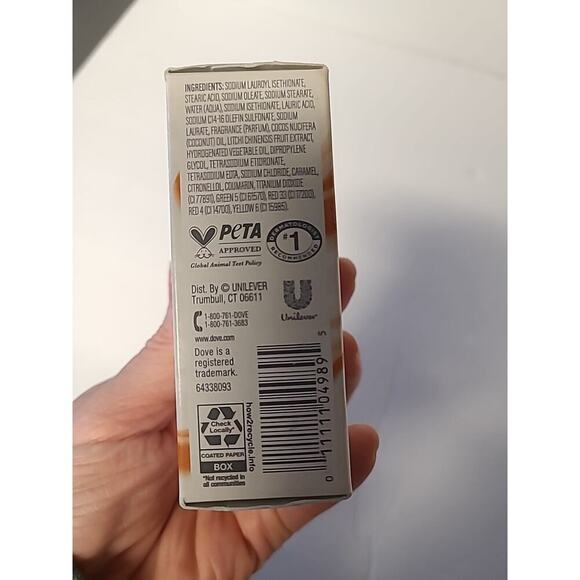 INGREDIENTS: SODIUM LAUROYL ISETHIONATE,
STEARIC ACID, SODIUM OLEATE, SODIUM STEARATE,
WATER (AQUA), SODIUM ISETHIONATE, LAURIC ACID,
SODIUM C14-16 OLEFIN SULFONATE, SODIUM
LAURATE, FRAGRANCE (PARFUM), COCOS NUCIFERA
(COCONUT) OIL, LITCHI CHINENSIS FRUIT EXTRACT,
HYDROGENATED VEGETABLE OIL, DIPROPYLENE
GLYCOL, TETRASODIUM ETIDRONATE,
TETRASODIUM EDTA, SODIUM CHLORIDE, CARAMEL,
CITRONELLOL, COUMARIN, TITANIUM DIOXIDE
(CI 77891), GREEN 5 (CI 61570), RED 33 (CI 17200),
RED 4 (CI 14700), YELLOW 6 (CI 15985).
PETA
APPROVED
Global Animal Test Policy
DERMATOLOGIST
#1
RECOMMENDED
Dist. By © UNILEVER
Trumbull, CT 06611
1-800-761-DOVE
1-800-761-3683
www.dove.com
Unilever
Dove is a
registered
trademark.
64338093
Check
Locally*
COATED PAPER
BOX
*Not recycled in
all communities
how2recycle.info
0 11111 04989 5